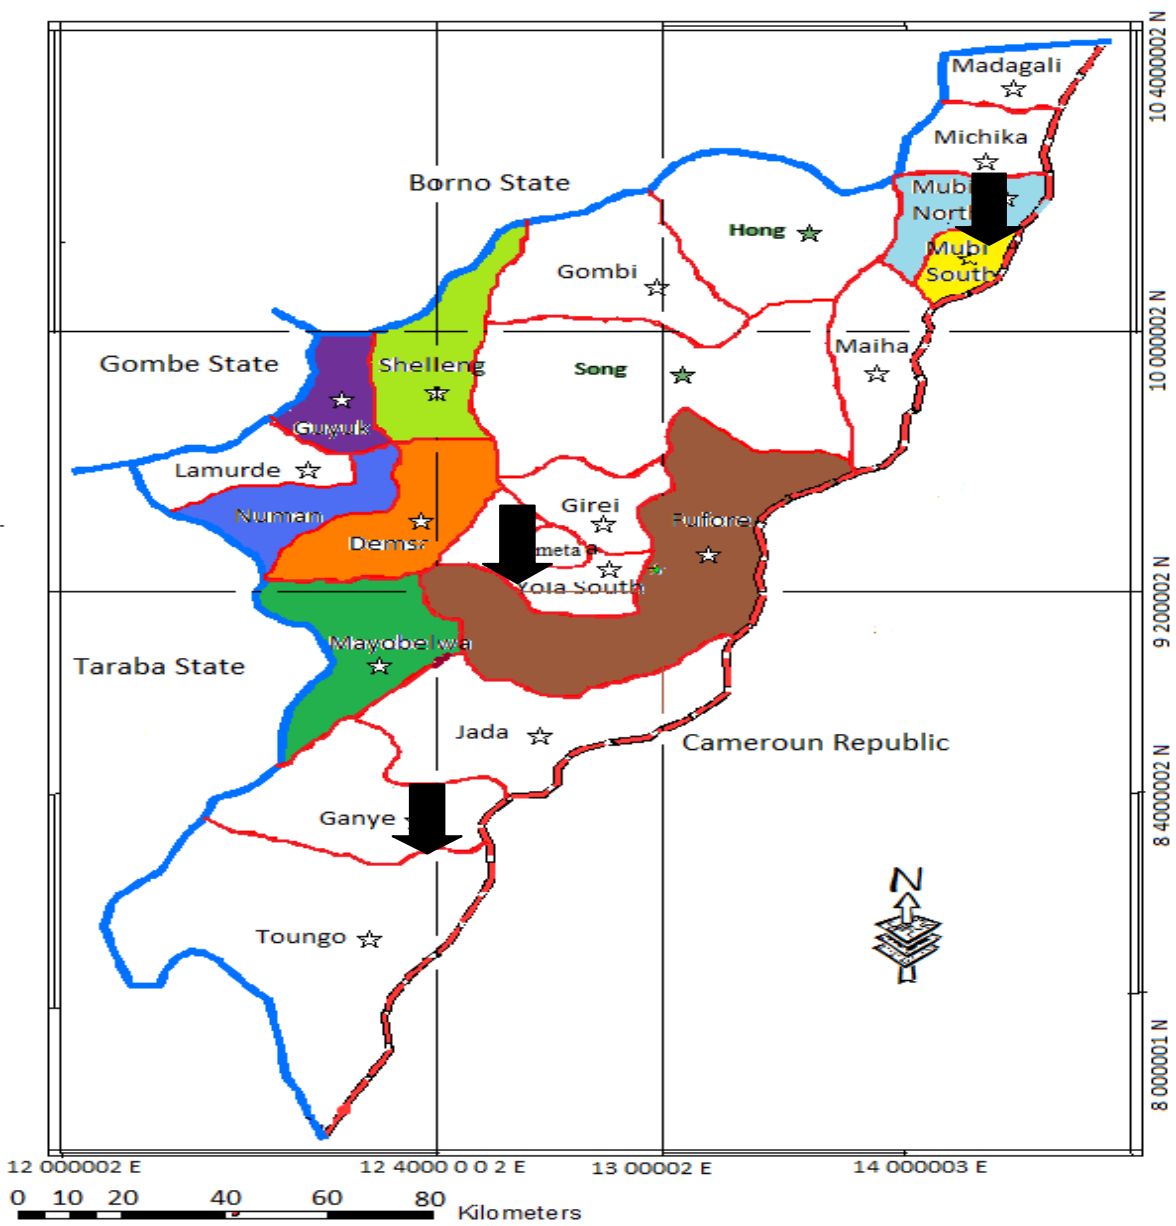 10 4000002 N
Madagali
Michika
Borno State
Mubi
North
Hong
Mubi
South
Gombi
Maiha
10 000002 N
Gombe State
Shelleng
Song
Guyuk
Lamurde
Girei
Numan
Fufore
Demsa
meta a
Yola South
9 200002 N
Mayobelwa
Taraba State
Jada
Cameroun Republic
8 4000002 N
Ganye
N
Toungo
8 000001 N
12 000002 E
12 4000 0 0 2 E
13 00002 E
14 000003 E
0 10 20 40 60 80
Kilometers